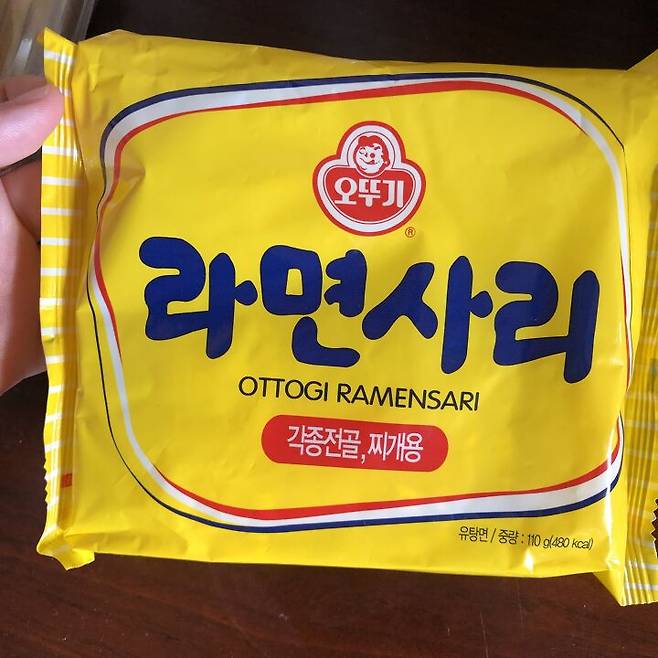 오뚜기
®
라면사리
OTTOGI RAMENSARI
각종전골, 찌개용
유탕면 / 중량 : 110 g(480 kcal)